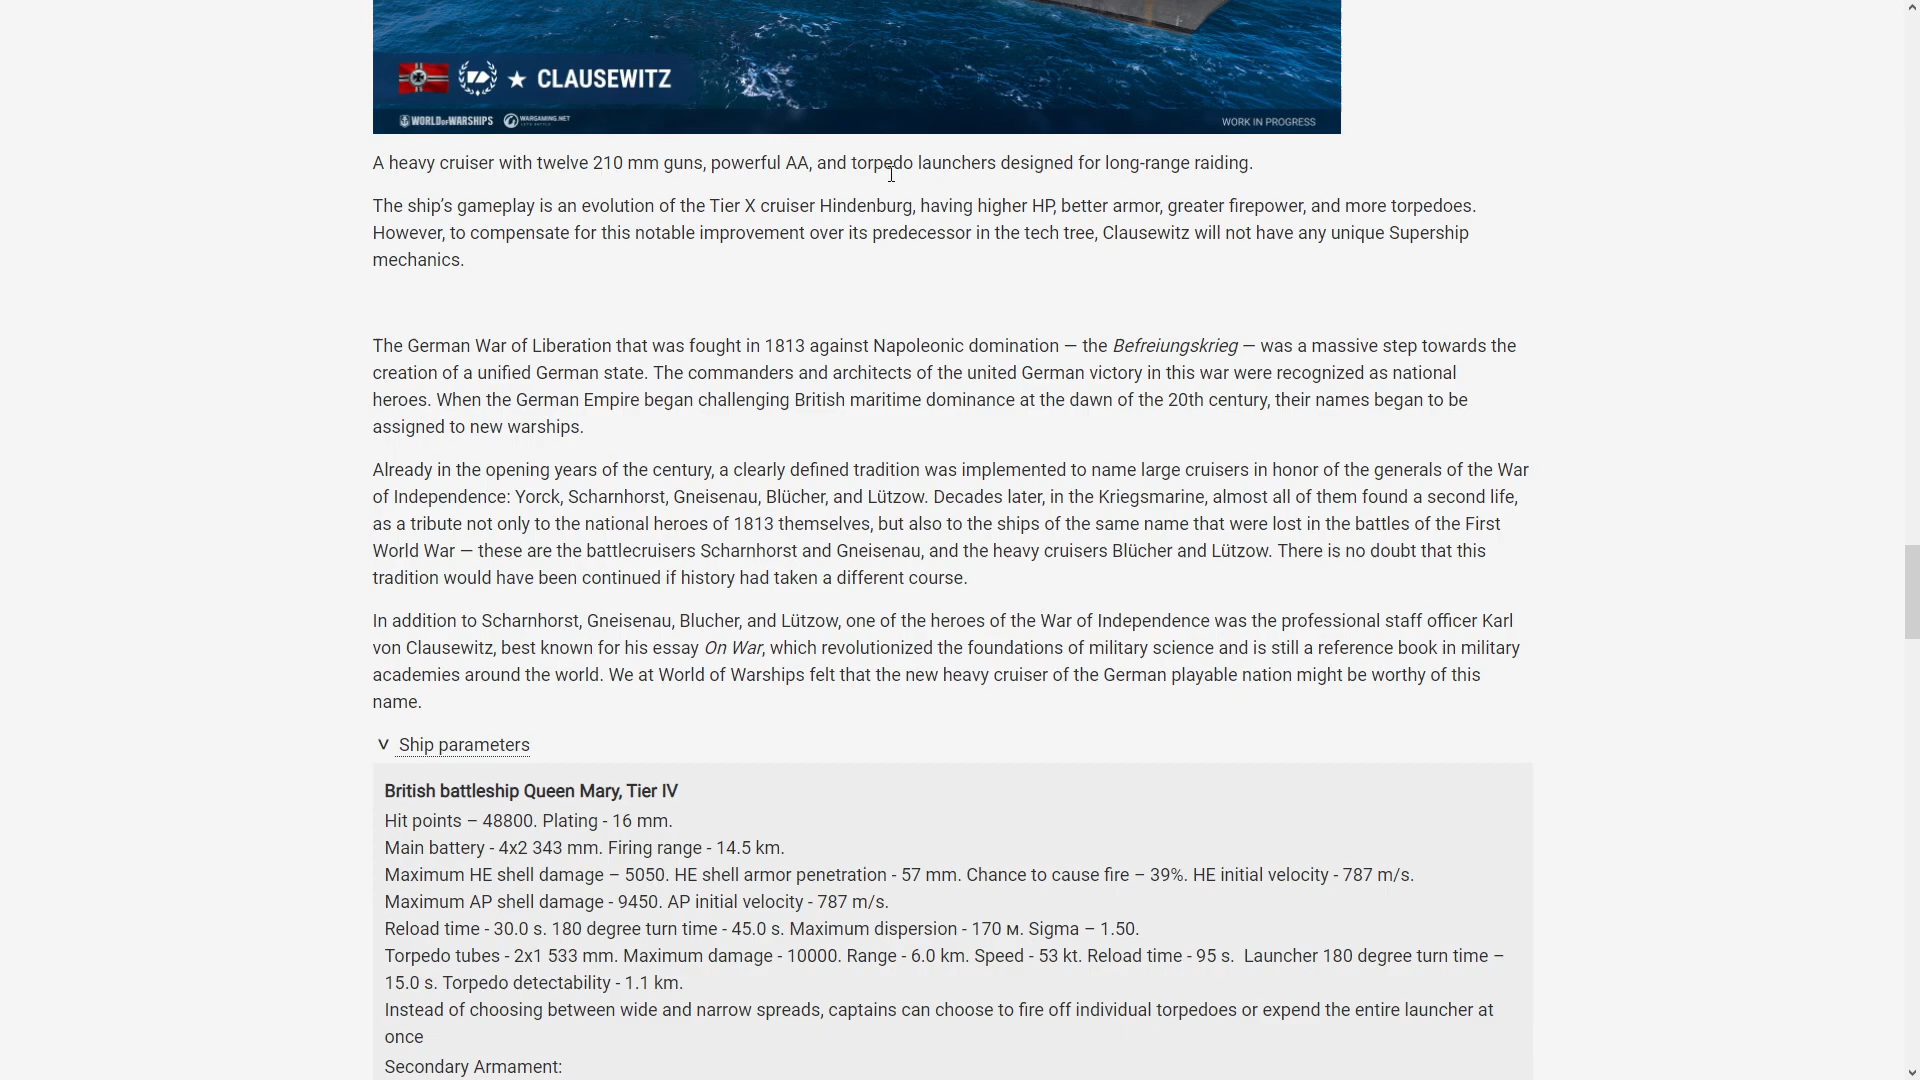 CLAUSEWITZ
WORLD OF WARSHIPS WARGAMING.NET WORK IN PROGRESS
A heavy cruiser with twelve 210 mm guns, powerful AA, and torpedo launchers designed for long-range raiding.
The ship’s gameplay is an evolution of the Tier X cruiser Hindenburg, having higher HP, better armor, greater firepower, and more torpedoes.
However, to compensate for this notable improvement over its predecessor in the tech tree, Clausewitz will not have any unique Supership
mechanics.
The German War of Liberation that was fought in 1813 against Napoleonic domination — the Befreiungskrieg — was a massive step towards the
creation of a unified German state. The commanders and architects of the united German victory in this war were recognized as national
heroes. When the German Empire began challenging British maritime dominance at the dawn of the 20th century, their names began to be
assigned to new warships.
Already in the opening years of the century, a clearly defined tradition was implemented to name large cruisers in honor of the generals of the War
of Independence: Yorck, Scharnhorst, Gneisenau, Blücher, and Lützow. Decades later, in the Kriegsmarine, almost all of them found a second life,
as a tribute not only to the national heroes of 1813 themselves, but also to the ships of the same name that were lost in the battles of the First
World War — these are the battlecruisers Scharnhorst and Gneisenau, and the heavy cruisers Blücher and Lützow. There is no doubt that this
tradition would have been continued if history had taken a different course.
In addition to Scharnhorst, Gneisenau, Blucher, and Lützow, one of the heroes of the War of Independence was the professional staff officer Karl
von Clausewitz, best known for his essay On War, which revolutionized the foundations of military science and is still a reference book in military
academies around the world. We at World of Warships felt that the new heavy cruiser of the German playable nation might be worthy of this
name.
Ship parameters
British battleship Queen Mary, Tier IV
Hit points – 48800. Plating - 16 mm.
Main battery - 4x2 343 mm. Firing range - 14.5 km.
Maximum HE shell damage – 5050. HE shell armor penetration - 57 mm. Chance to cause fire – 39%. HE initial velocity - 787 m/s.
Maximum AP shell damage - 9450. AP initial velocity - 787 m/s.
Reload time - 30.0 s. 180 degree turn time - 45.0 s. Maximum dispersion - 170 м. Sigma – 1.50.
Torpedo tubes - 2x1 533 mm. Maximum damage - 10000. Range - 6.0 km. Speed - 53 kt. Reload time - 95 s. Launcher 180 degree turn time –
15.0 s. Torpedo detectability - 1.1 km.
Instead of choosing between wide and narrow spreads, captains can choose to fire off individual torpedoes or expend the entire launcher at
once
Secondary Armament: